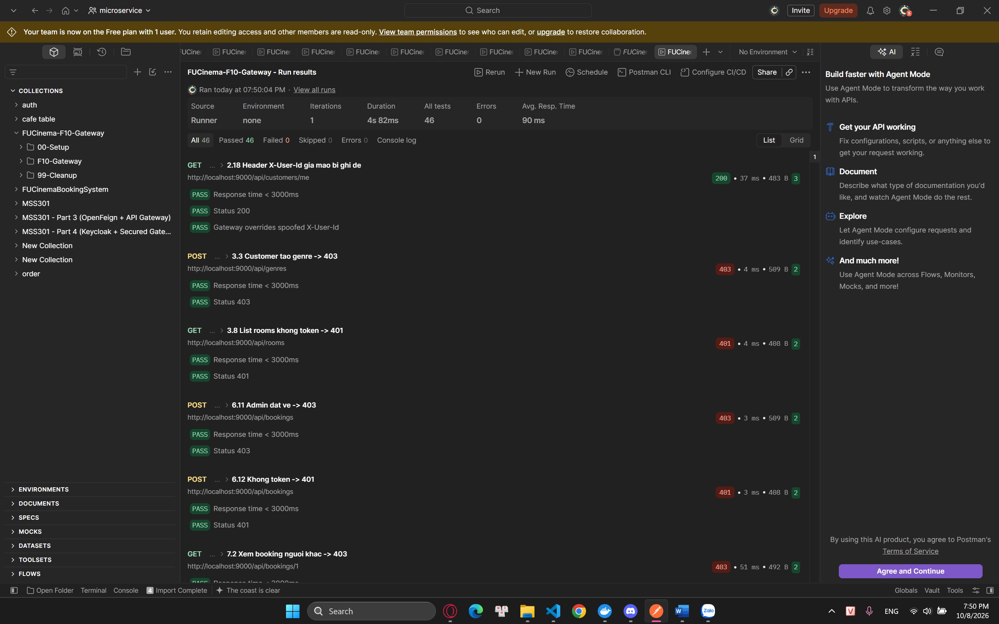 microservice
Search
Invite
Upgrade
Your team is now on the Free plan with 1 user. You retain editing access and other members are read-only. View team permissions to see who can edit, or upgrade to restore collaboration.
FUCiner FUCiner FUCiner FUCiner FUCiner FUCiner FUCiner FUCiner FUCiner FUCiner FUCiner
No Environment
AI
COLLECTIONS
auth
cafe table
FUCinema-F10-Gateway
00-Setup
F10-Gateway
99-Cleanup
FUCinemaBookingSystem
MSS301
MSS301 - Part 3 (OpenFeign + API Gateway)
MSS301 - Part 4 (Keycloak + Secured Gate...
New Collection
New Collection
order
ENVIRONMENTS
DOCUMENTS
SPECS
MOCKS
DATASETS
TOOLSETS
FLOWS
FUCinema-F10-Gateway - Run results
Rerun
New Run
Schedule
Postman CLI
Configure CI/CD
Share
Ran today at 07:50:04 PM · View all runs
Source Environment Iterations Duration All tests Errors Avg. Resp. Time
Runner none 1 4s 82ms 46 0 90 ms
All 46 Passed 46 Failed 0 Skipped 0 Errors 0 Console log
List Grid
1
GET ... > 2.18 Header X-User-Id gia mao bi ghi de
http://localhost:9000/api/customers/me
200 • 37 ms • 483 B 3
PASS Response time < 3000ms
PASS Status 200
PASS Gateway overrides spoofed X-User-Id
POST ... > 3.3 Customer tao genre -> 403
http://localhost:9000/api/genres
403 • 4 ms • 509 B 2
PASS Response time < 3000ms
PASS Status 403
GET ... > 3.8 List rooms khong token -> 401
http://localhost:9000/api/rooms
401 • 4 ms • 408 B 2
PASS Response time < 3000ms
PASS Status 401
POST ... > 6.11 Admin dat ve -> 403
http://localhost:9000/api/bookings
403 • 3 ms • 509 B 2
PASS Response time < 3000ms
PASS Status 403
POST ... > 6.12 Khong token -> 401
http://localhost:9000/api/bookings
401 • 3 ms • 408 B 2
PASS Response time < 3000ms
PASS Status 401
GET ... > 7.2 Xem booking nguoi khac -> 403
http://localhost:9000/api/bookings/1
403 • 51 ms • 492 B 2
PASS Response time < 3000ms
Build faster with Agent Mode
Use Agent Mode to transform the way you work
with APIs.
Get your API working
Fix configurations, scripts, or anything else to
get your request working.
Document
Describe what type of documentation you'd
like, and watch Agent Mode do the rest.
Explore
Let Agent Mode configure requests and
identify use-cases.
And much more!
Use Agent Mode across Flows, Monitors,
Mocks, and more!
By using this AI product, you agree to Postman's
Terms of Service
Agree and Continue
Open Folder Terminal Console 4 Import Complete The coast is clear
Globals Vault Tools
Search
Zalo
V
ENG
7:50 PM
10/8/2026